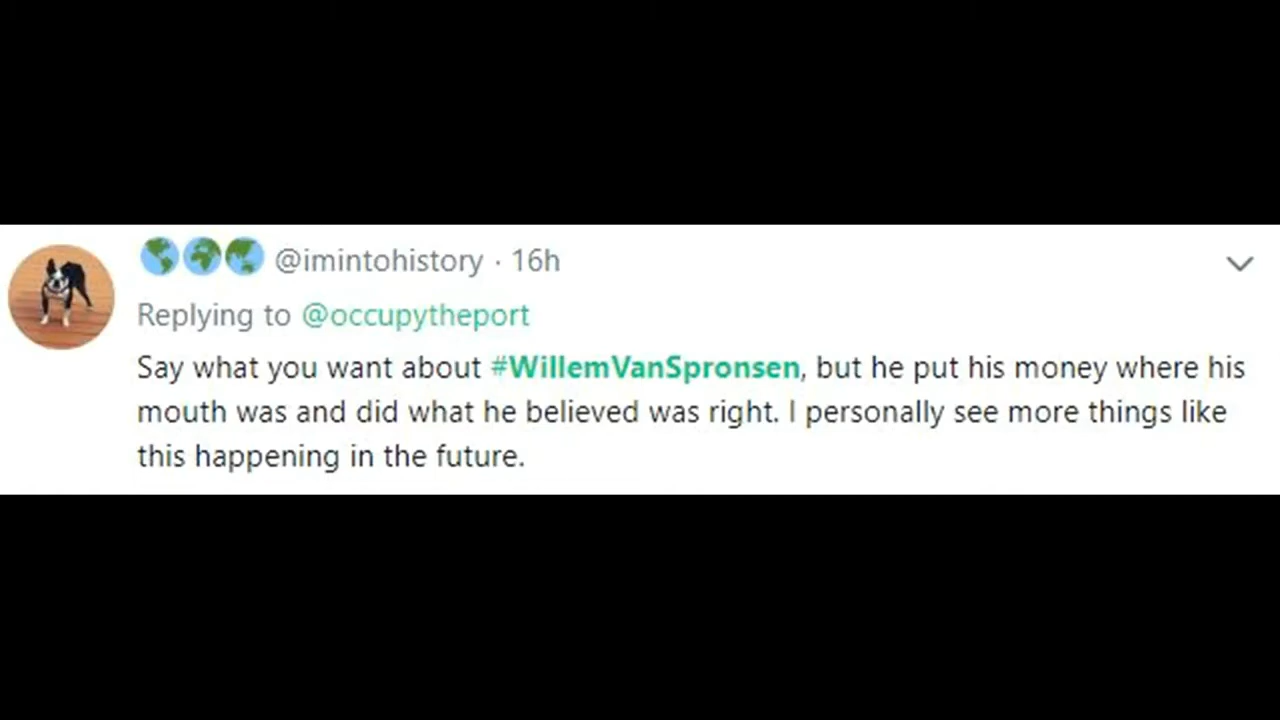 🌎🌍🌏 @imintohistory · 16h
Replying to @occupytheport
Say what you want about #WillemVanSpronsen, but he put his money where his
mouth was and did what he believed was right. I personally see more things like
this happening in the future.